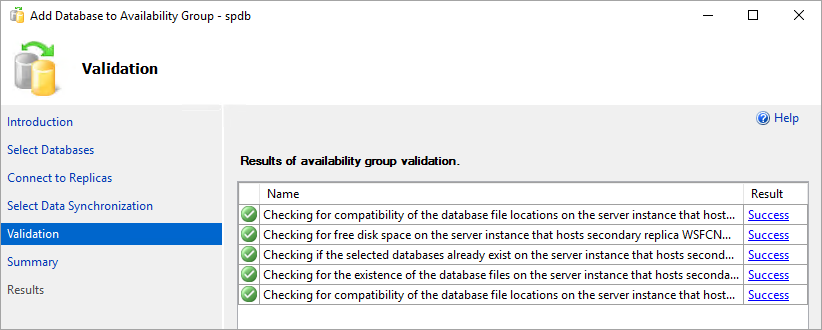 Add Database to Availability Group - spdb
Validation
Introduction
Select Databases
Connect to Replicas
Select Data Synchronization
Validation
Summary
Results
Help
Results of availability group validation.
Name Result
Checking for compatibility of the database file locations on the server instance that host... Success
Checking for free disk space on the server instance that hosts secondary replica WSFCN... Success
Checking if the selected databases already exist on the server instance that hosts secon... Success
Checking for the existence of the database files on the server instance that hosts seconda... Success
Checking for compatibility of the database file locations on the server instance that host... Success